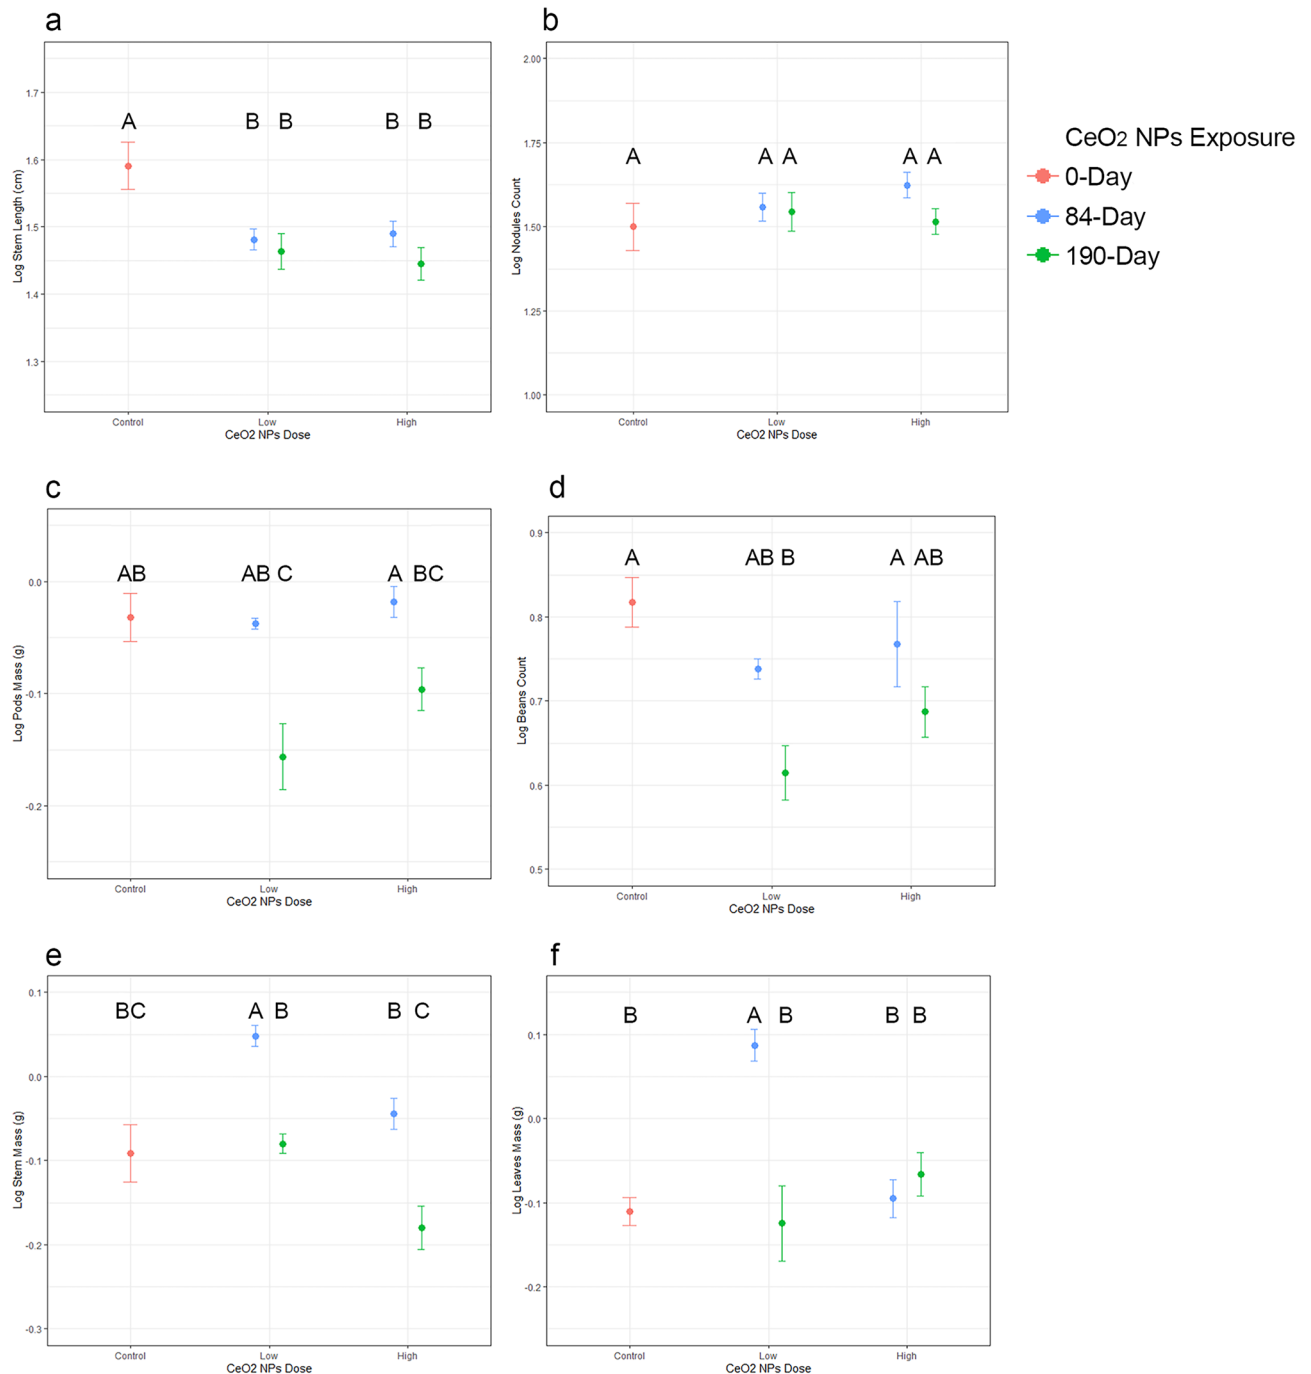 a
1.7
1.6
1.5
1.4
1.3
Log Stem Length (cm)
A
B B
B B
Control
Low
High
CeO2 NPs Dose
b
2.00
1.75
1.50
1.25
1.00
Log Nodules Count
A
A A
A A
Control
Low
High
CeO2 NPs Dose
CeO2 NPs Exposure
0-Day
84-Day
190-Day
c
0.0
-0.1
-0.2
Log Pods Mass (g)
AB
AB C
A BC
Control
Low
High
CeO2 NPs Dose
d
0.9
0.8
0.7
0.6
0.5
Log Beans Count
A
AB B
A AB
Control
Low
High
CeO2 NPs Dose
e
0.1
0.0
-0.1
-0.2
-0.3
Log Stem Mass (g)
BC
A B
B C
Control
Low
High
CeO2 NPs Dose
f
0.1
0.0
-0.1
-0.2
Log Leaves Mass (g)
B
A B
B B
Control
Low
High
CeO2 NPs Dose